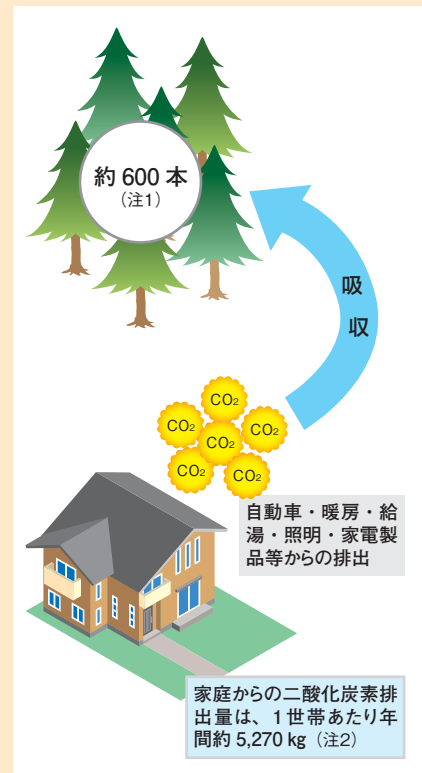 約 600 本
(注1)
吸
収
CO₂
CO₂
CO₂
CO₂
CO₂
CO₂
自動車・暖房・給
湯・照明・家電製
品等からの排出
家庭からの二酸化炭素排
出量は、1世帯あたり年
間約 5,270 kg (注2)